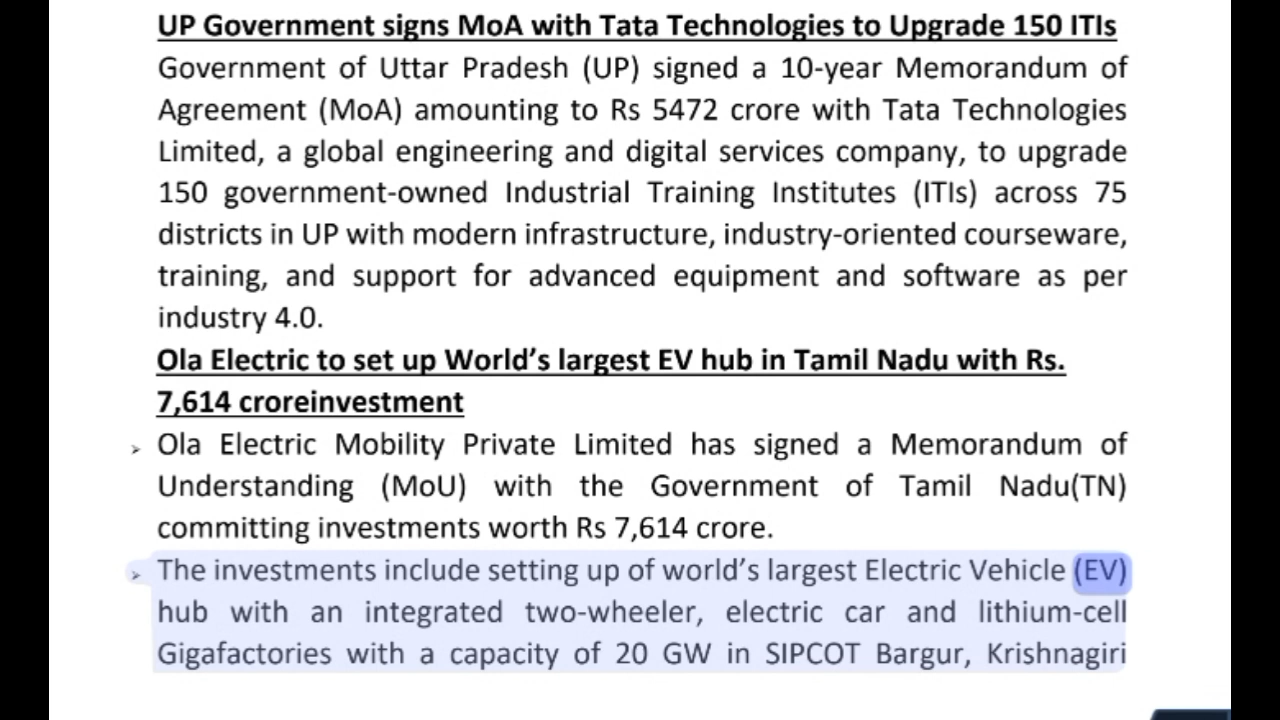 UP Government signs MoA with Tata Technologies to Upgrade 150 ITIs
Government of Uttar Pradesh (UP) signed a 10-year Memorandum of
Agreement (MoA) amounting to Rs 5472 crore with Tata Technologies
Limited, a global engineering and digital services company, to upgrade
150 government-owned Industrial Training Institutes (ITIs) across 75
districts in UP with modern infrastructure, industry-oriented courseware,
training, and support for advanced equipment and software as per
industry 4.0.
Ola Electric to set up World’s largest EV hub in Tamil Nadu with Rs.
7,614 croreinvestment
➢ Ola Electric Mobility Private Limited has signed a Memorandum of
Understanding (MoU) with the Government of Tamil Nadu(TN)
committing investments worth Rs 7,614 crore.
➢ The investments include setting up of world’s largest Electric Vehicle (EV)
hub with an integrated two-wheeler, electric car and lithium-cell
Gigafactories with a capacity of 20 GW in SIPCOT Bargur, Krishnagiri